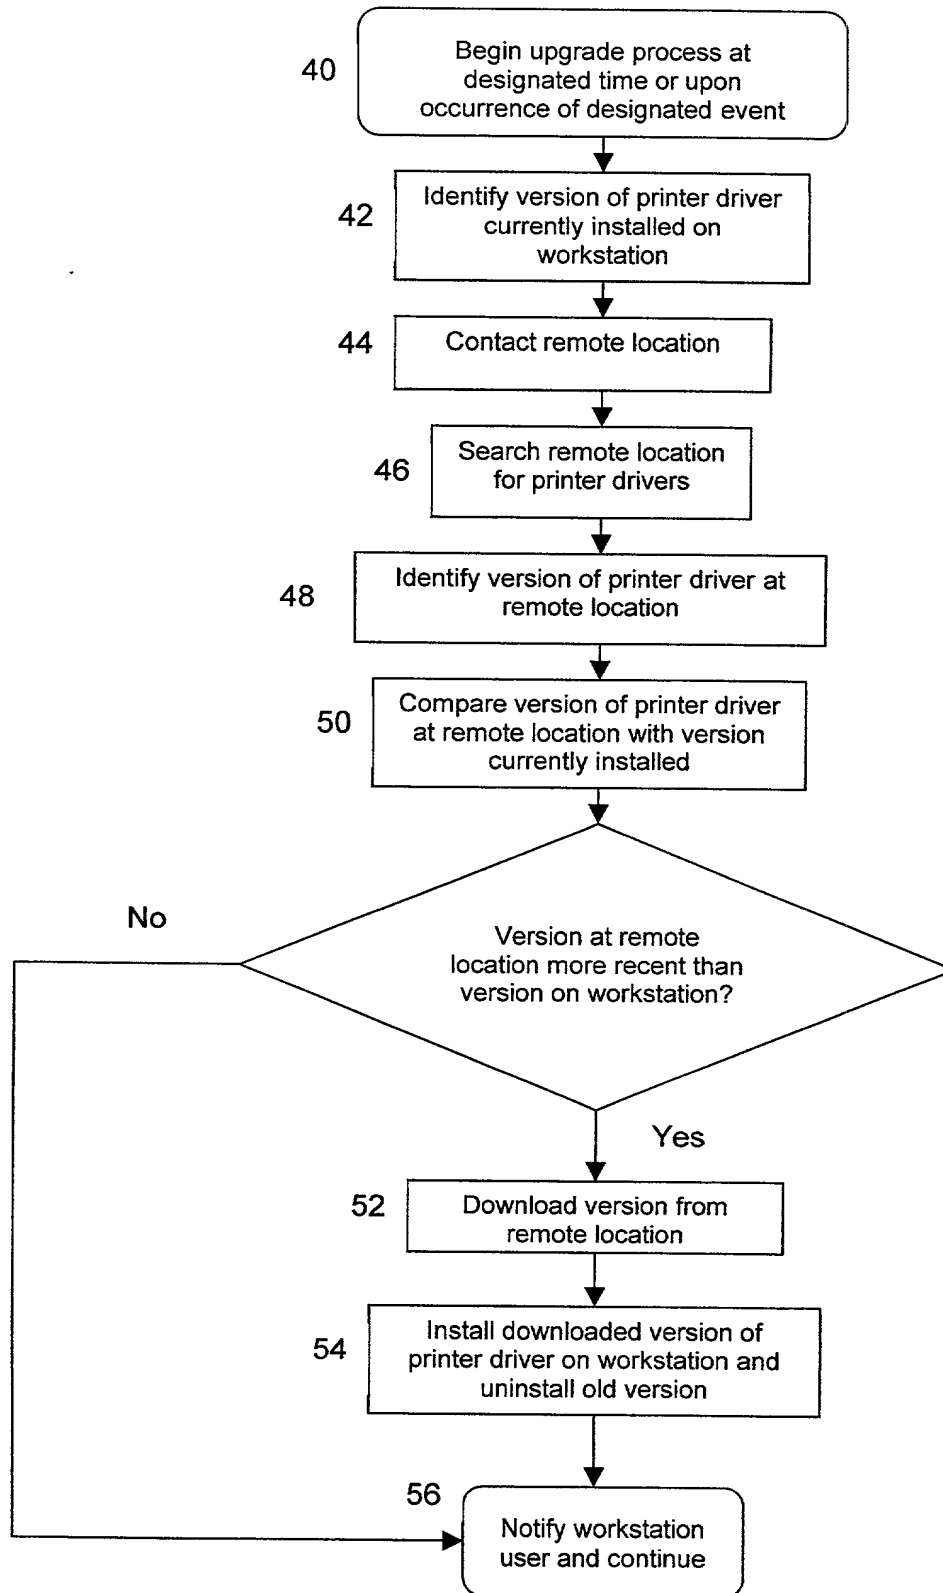 40
Begin upgrade process at
designated time or upon
occurrence of designated event
42
Identify version of printer driver
currently installed on
workstation
44
Contact remote location
46
Search remote location
for printer drivers
48
Identify version of printer driver at
remote location
50
Compare version of printer driver
at remote location with version
currently installed
No
Version at remote
location more recent than
version on workstation?
Yes
52
Download version from
remote location
54
Install downloaded version of
printer driver on workstation and
uninstall old version
56
Notify workstation
user and continue